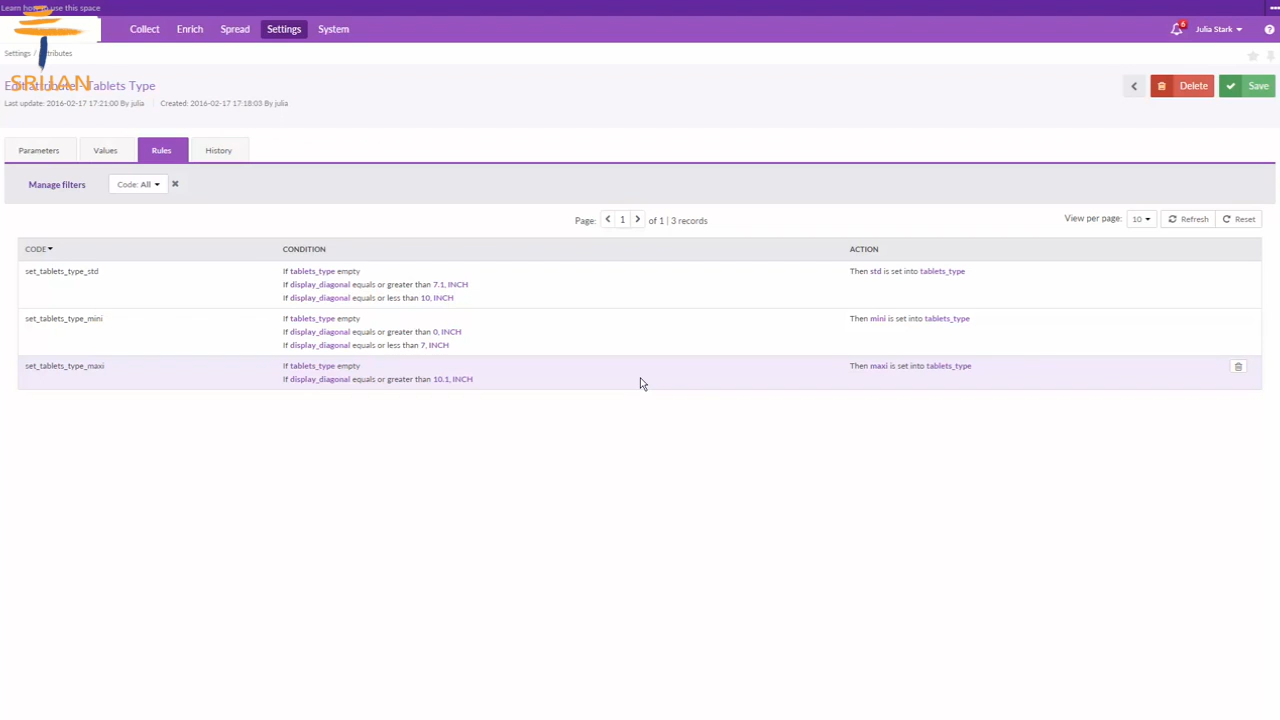 Learn how to use this space
SRIJAN
Collect Enrich Spread Settings System
6
Julia Stark
Settings / Attributes
Edit attribute - Tablets Type
Last update: 2016-02-17 17:21:00 By julia Created: 2016-02-17 17:18:03 By julia
Delete Save
Parameters Values Rules History
Manage filters Code: All
Page: 1 of 1 | 3 records
View per page: 10 Refresh Reset
CODE CONDITION ACTION
set_tablets_type_std If tablets_type empty Then std is set into tablets_type
If display_diagonal equals or greater than 7.1, INCH
If display_diagonal equals or less than 10, INCH
set_tablets_type_mini If tablets_type empty Then mini is set into tablets_type
If display_diagonal equals or greater than 0, INCH
If display_diagonal equals or less than 7, INCH
set_tablets_type_maxi If tablets_type empty Then maxi is set into tablets_type
If display_diagonal equals or greater than 10.1, INCH